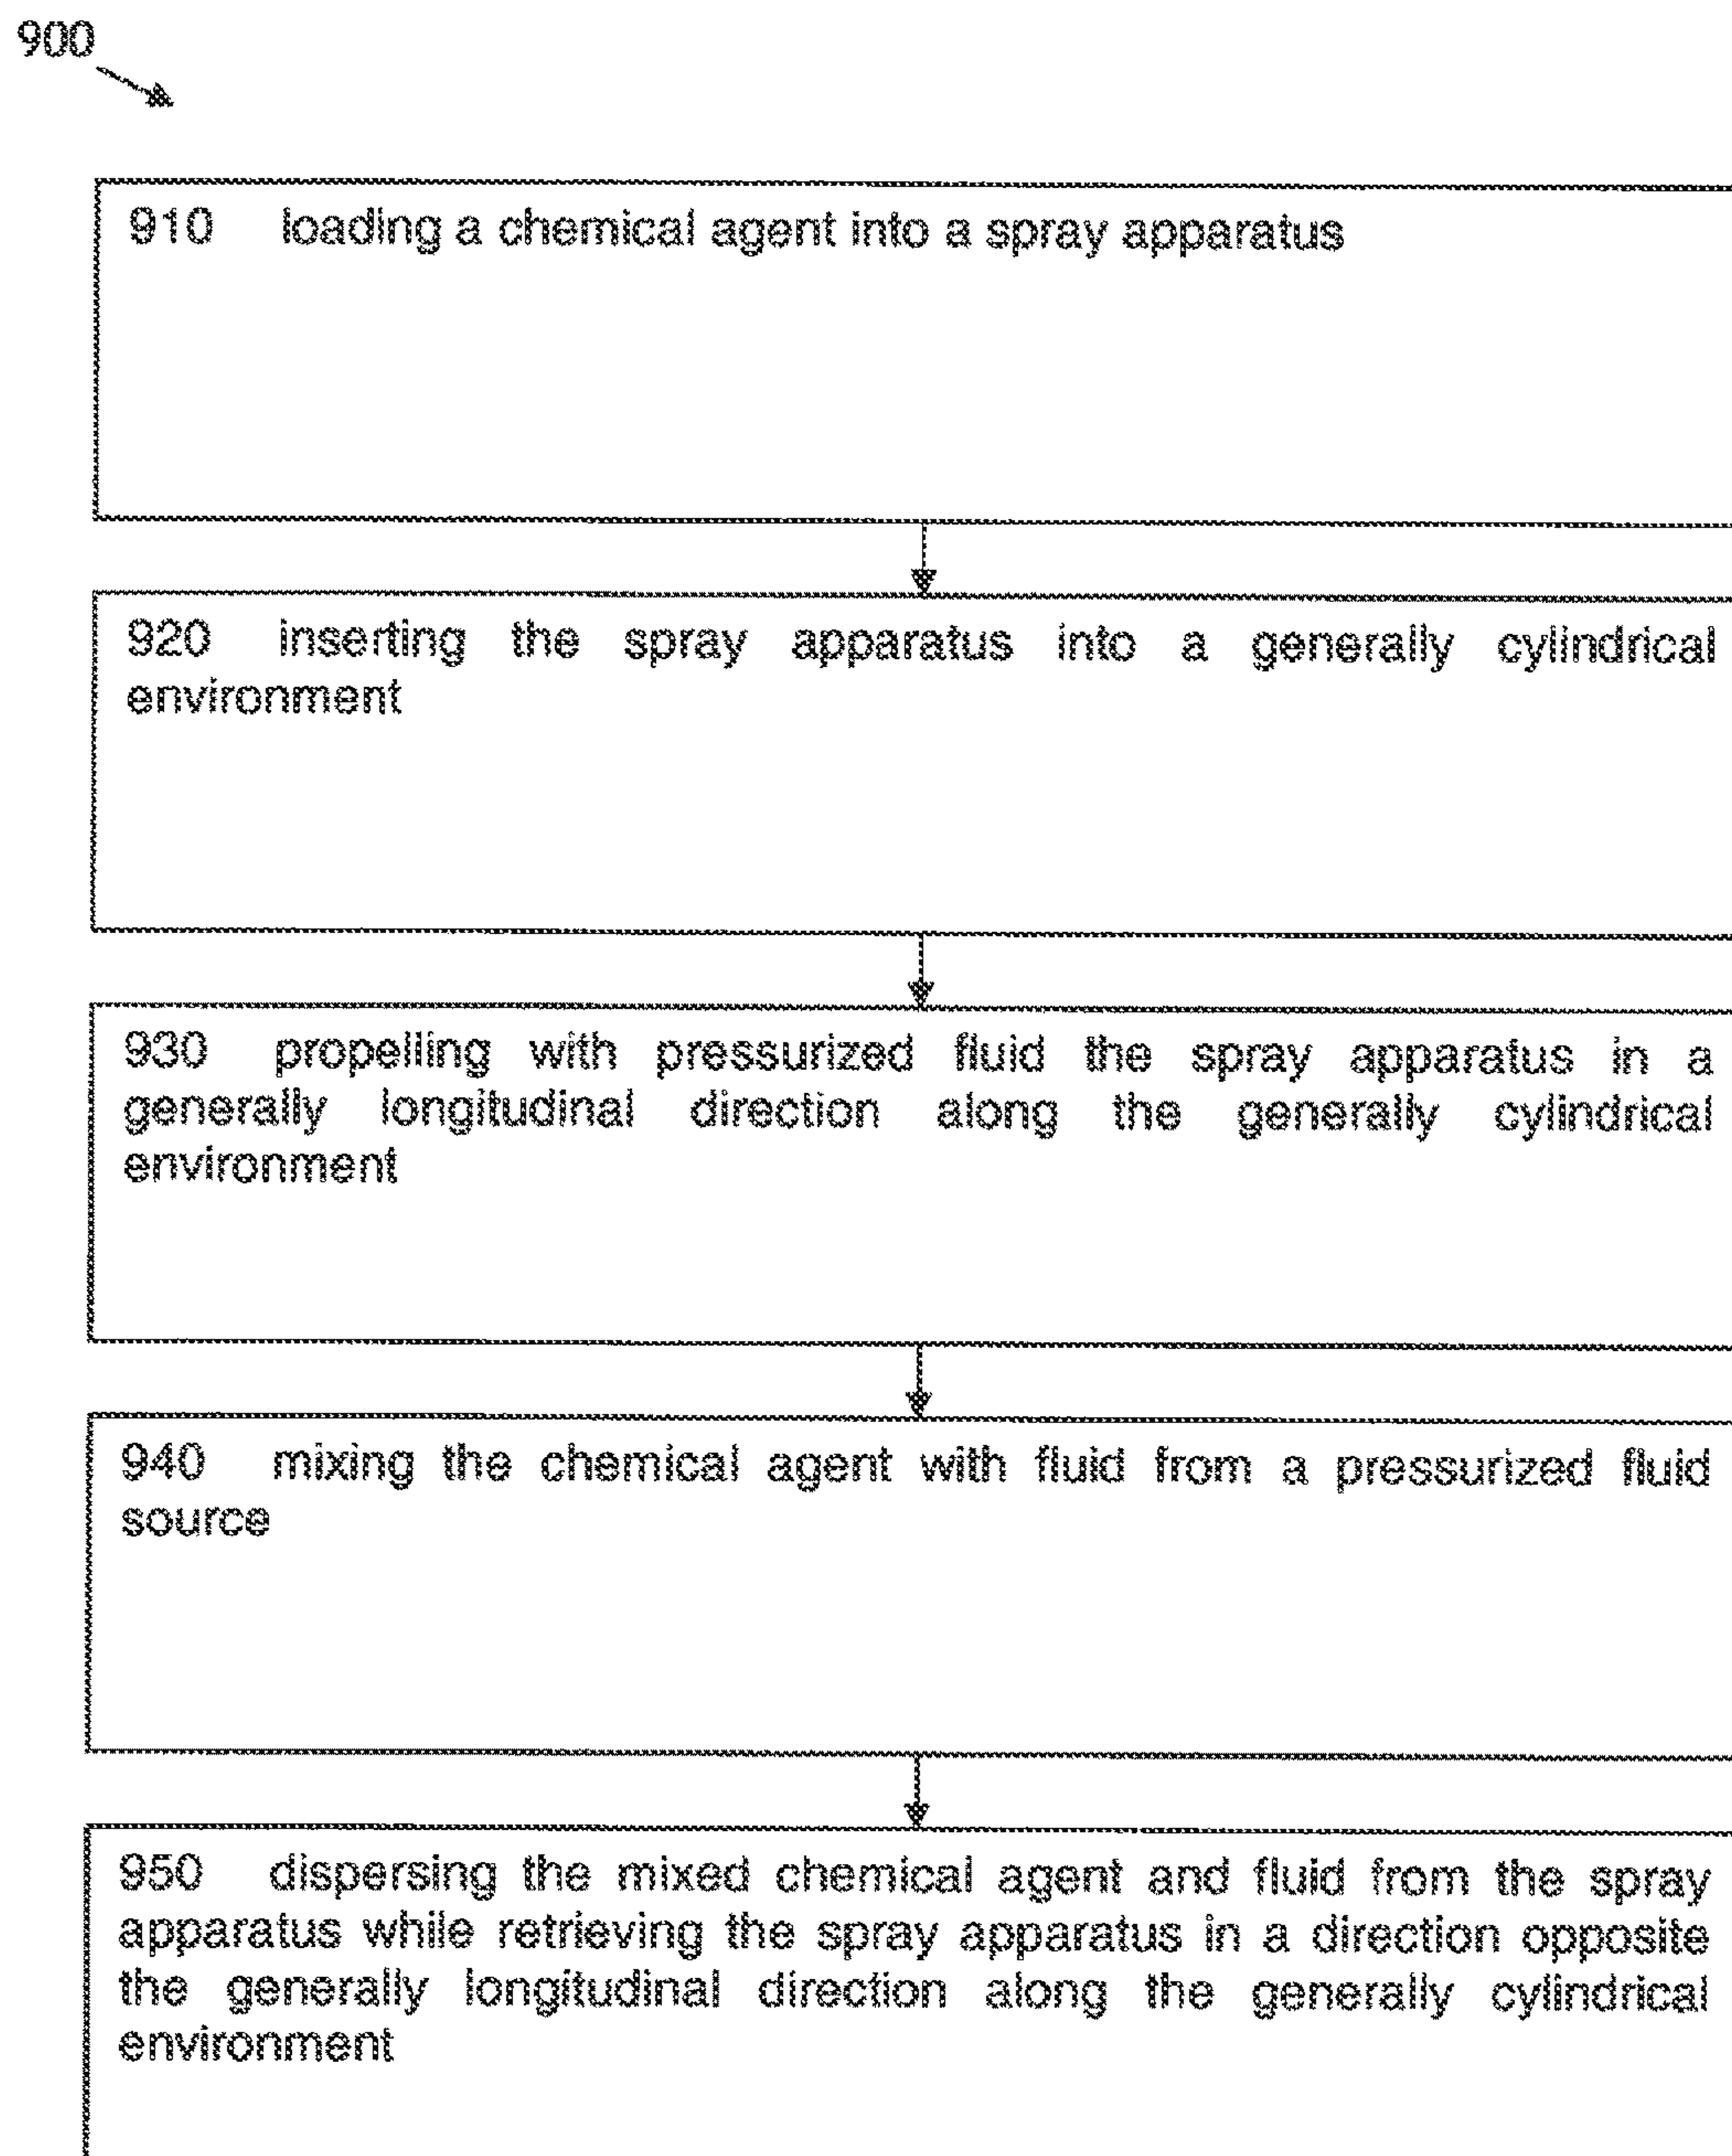 900
910 loading a chemical agent into a spray apparatus
920 inserting the spray apparatus into a generally cylindrical
environment
930 propelling with pressurized fluid the spray apparatus in a
generally longitudinal direction along the generally cylindrical
environment
940 mixing the chemical agent with fluid from a pressurized fluid
source
950 dispersing the mixed chemical agent and fluid from the spray
apparatus while retrieving the spray apparatus in a direction opposite
the generally longitudinal direction along the generally cylindrical
environment